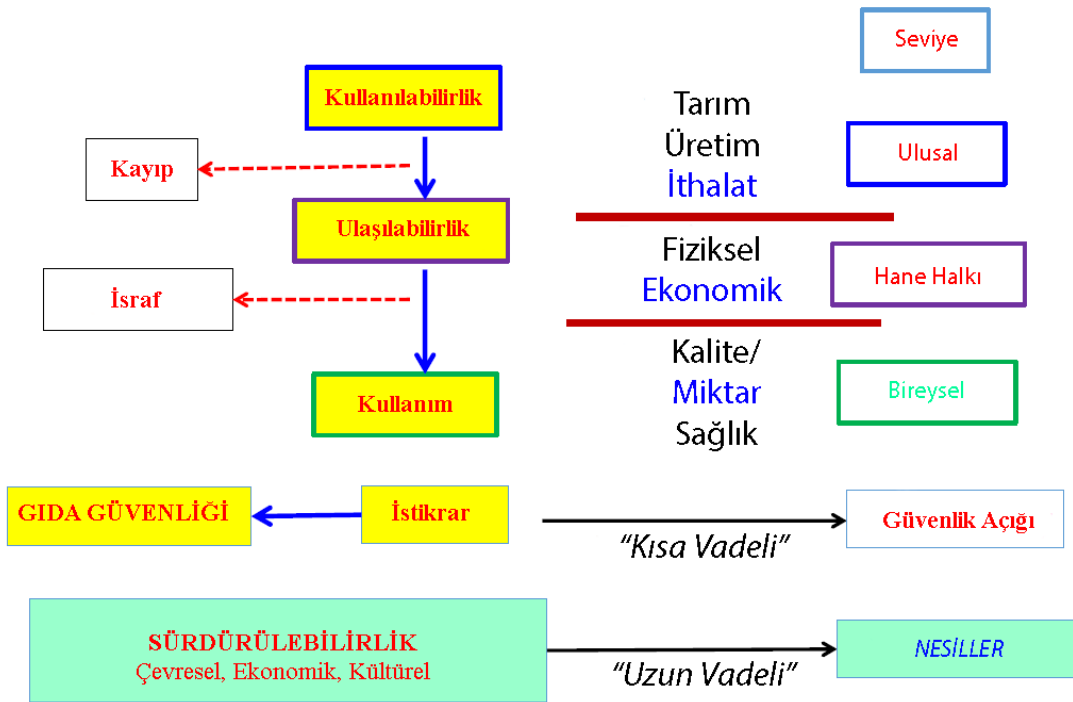 Seviye
Kullanılabilirlik
Tarım
Üretim
İthalat
Ulusal
Kayıp
Ulaşılabilirlik
Fiziksel
Ekonomik
Hane Halkı
İsraf
Kalite/
Miktar
Sağlık
Bireysel
Kullanım
GIDA GÜVENLİĞİ
İstikrar
"Kısa Vadeli"
Güvenlik Açığı
SÜRDÜRÜLEBİLİRLİK
Çevresel, Ekonomik, Kültürel
"Uzun Vadeli"
NESİLLER